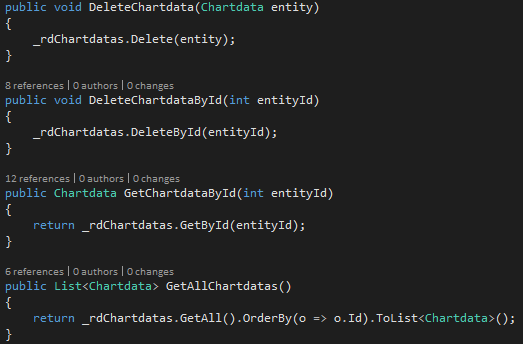 public void DeleteChartdata(Chartdata entity)
{
    _rdChartdatas.Delete(entity);
}
8 references | 0 authors | 0 changes
public void DeleteChartdataById(int entityId)
{
    _rdChartdatas.DeleteById(entityId);
}
12 references | 0 authors | 0 changes
public Chartdata GetChartdataById(int entityId)
{
    return _rdChartdatas.GetById(entityId);
}
6 references | 0 authors | 0 changes
public List<Chartdata> GetAllChartdatas()
{
    return _rdChartdatas.GetAll().OrderBy(o => o.Id).ToList<Chartdata>();
}